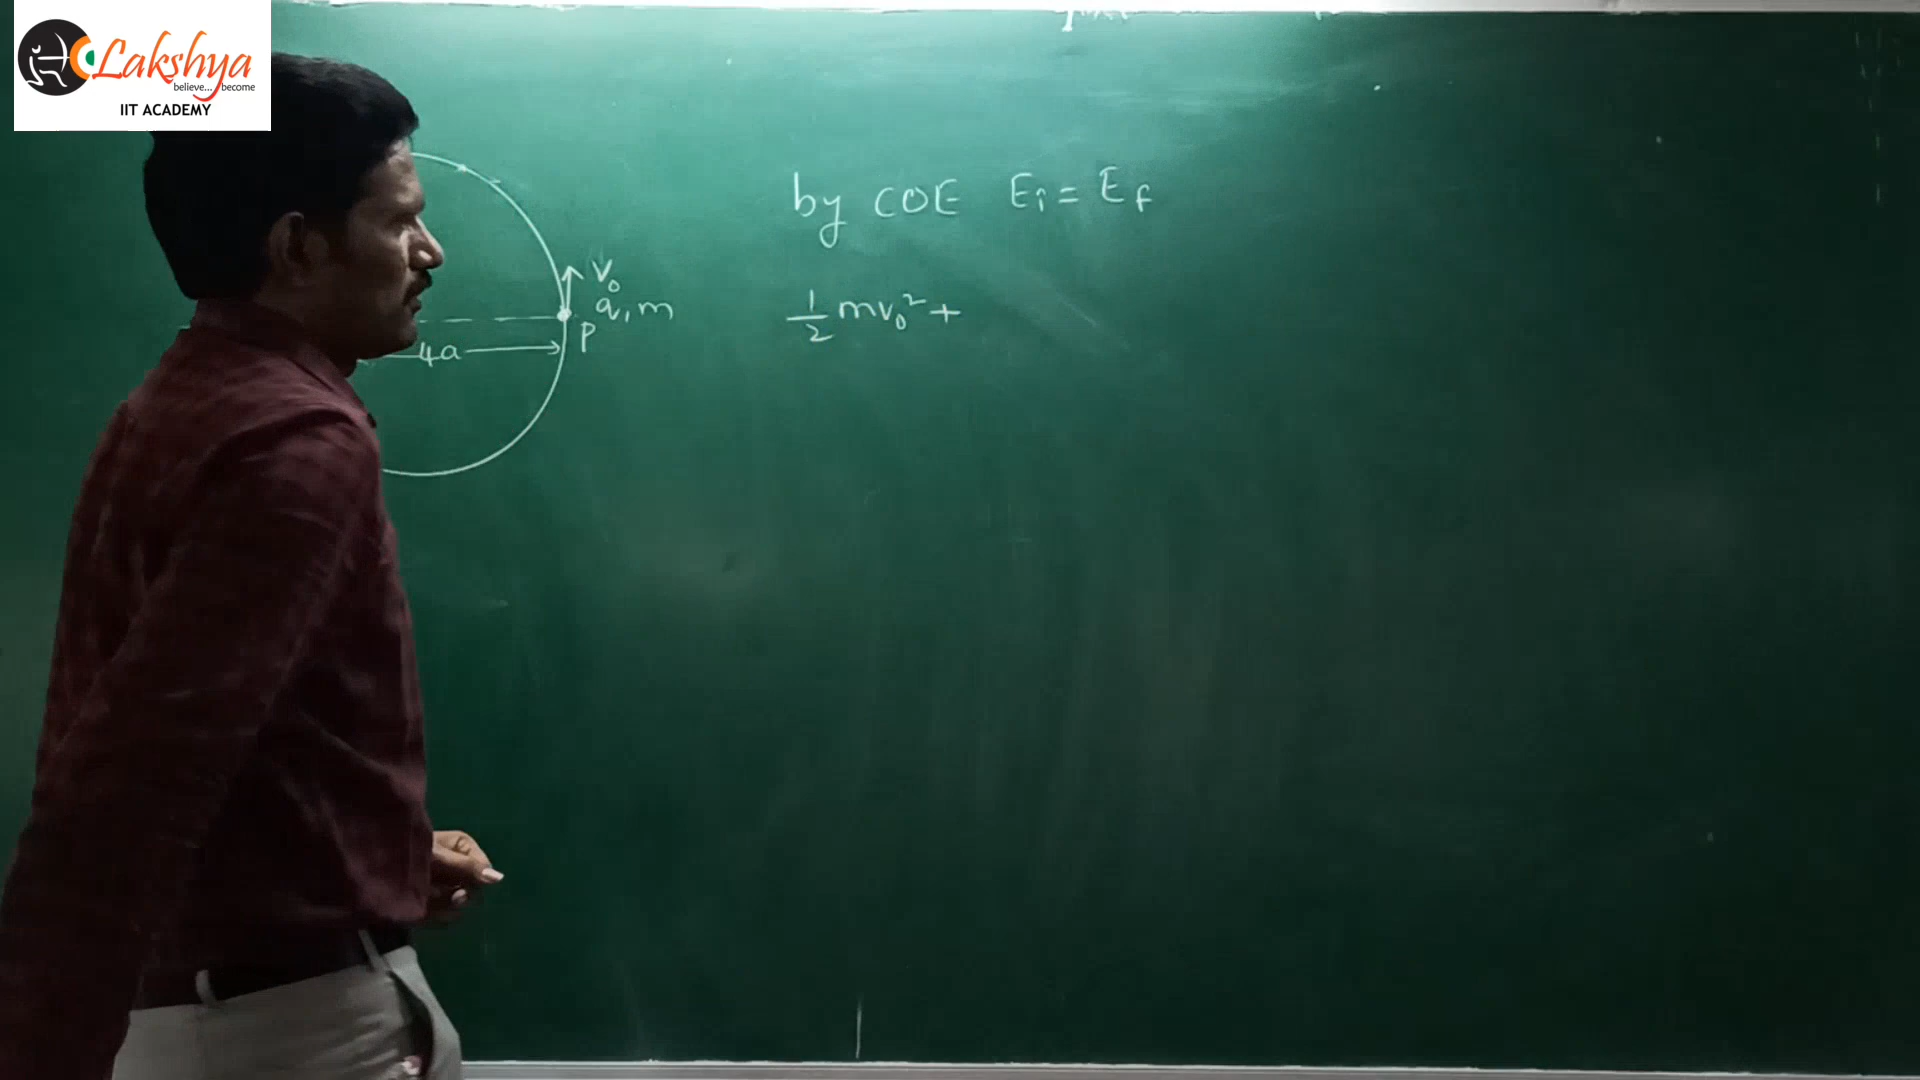 Lakshya
believe... become
IIT ACADEMY
by COE Ei = Ef
V₀
q, m
P
4a
1/2 mv₀² +